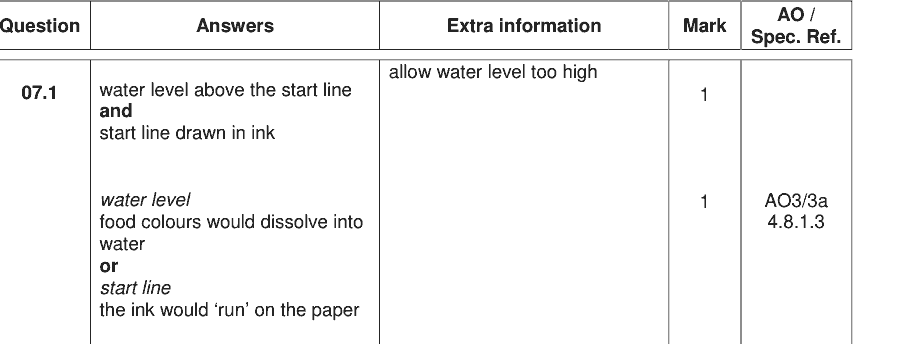 Question Answers Extra information Mark AO /
Spec. Ref.
allow water level too high
07.1 water level above the start line 1
and
start line drawn in ink
water level 1 AO3/3a
food colours would dissolve into 4.8.1.3
water
or
start line
the ink would ‘run’ on the paper